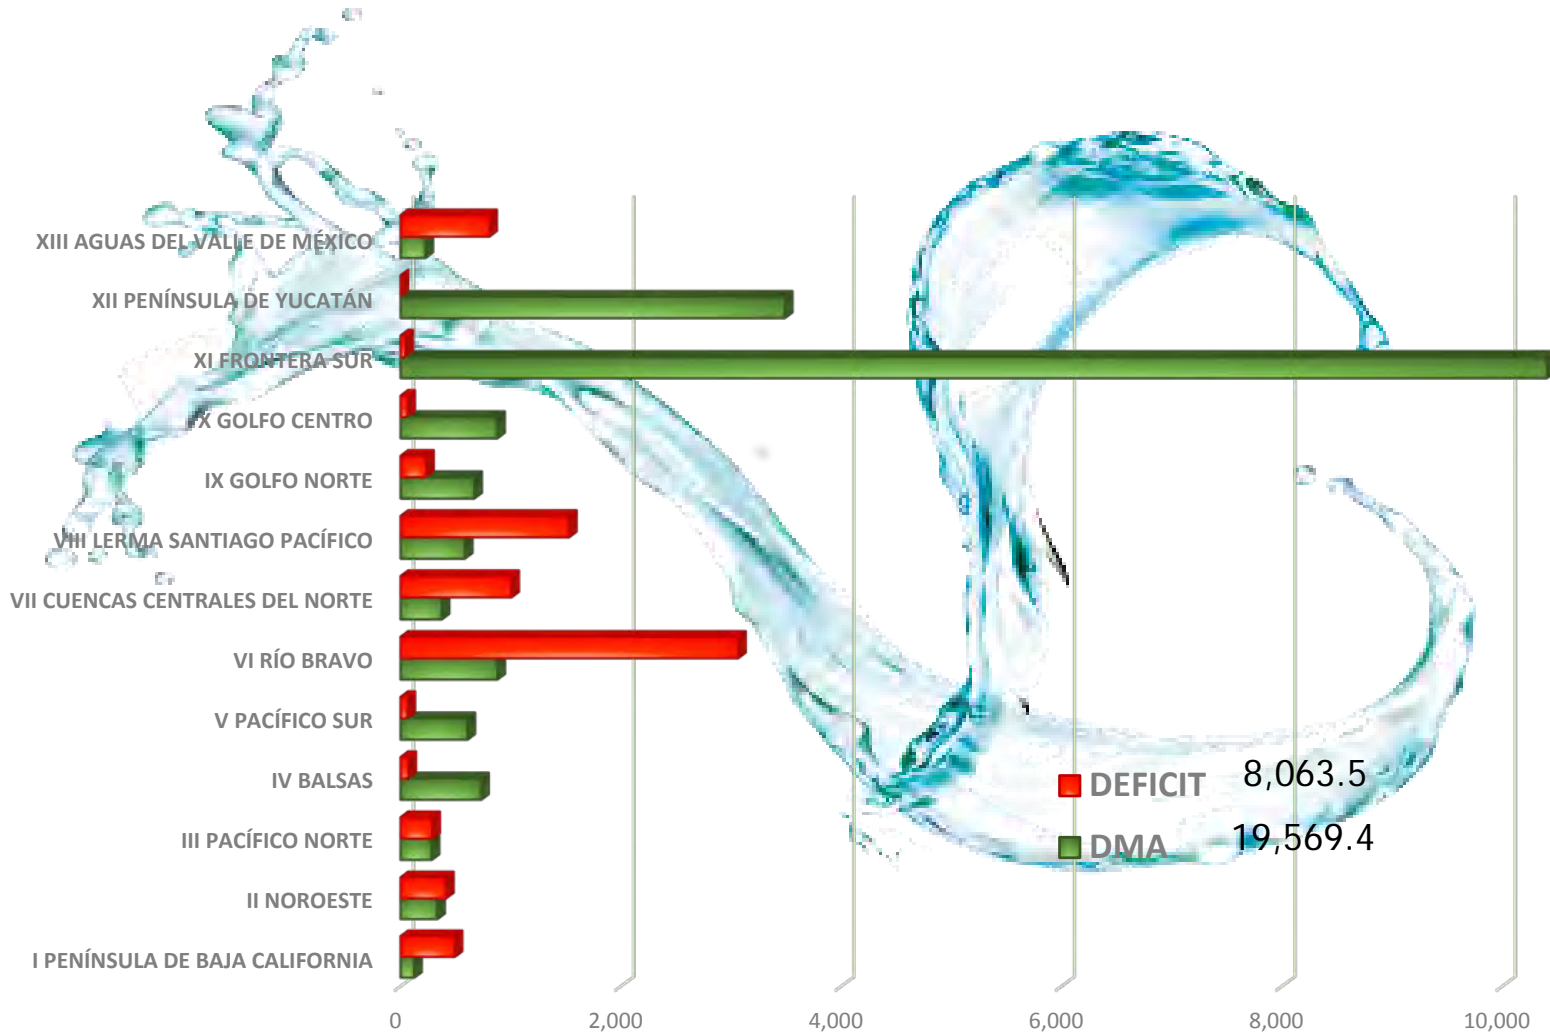 XIII AGUAS DEL VALLE DE MÉXICO
XII PENÍNSULA DE YUCATÁN
XI FRONTERA SUR
X GOLFO CENTRO
IX GOLFO NORTE
VIII LERMA SANTIAGO PACÍFICO
VII CUENCAS CENTRALES DEL NORTE
VI RÍO BRAVO
V PACÍFICO SUR
IV BALSAS
III PACÍFICO NORTE
II NOROESTE
I PENÍNSULA DE BAJA CALIFORNIA
DEFICIT 8,063.5
DMA 19,569.4
0 2,000 4,000 6,000 8,000 10,000